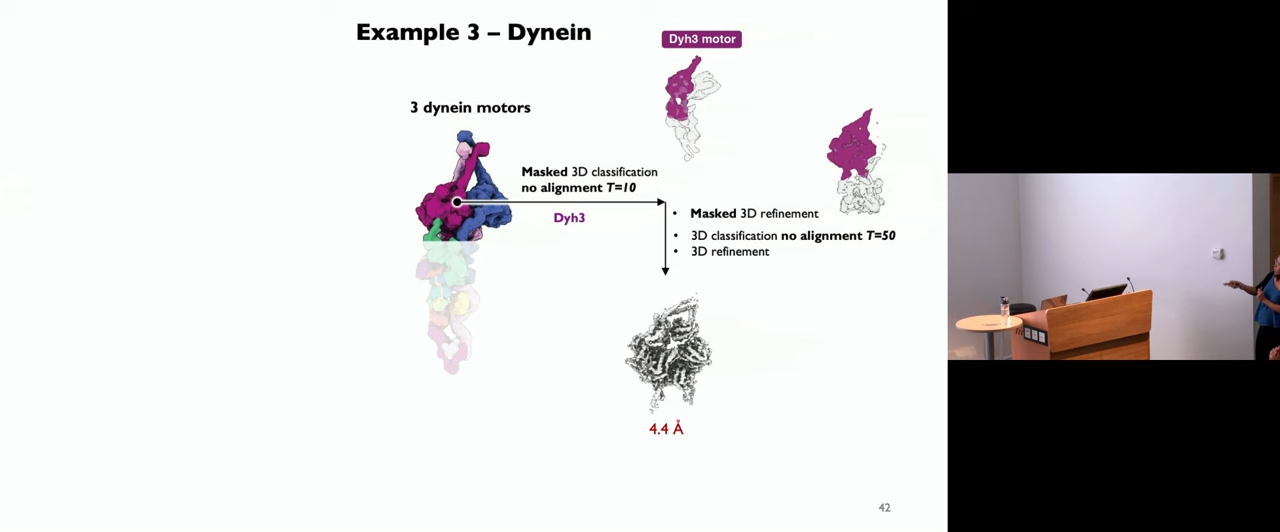 Example 3 – Dynein
Dyh3 motor
3 dynein motors
Masked 3D classification
no alignment T=10
Dyh3
• Masked 3D refinement
• 3D classification no alignment T=50
• 3D refinement
4.4 Å
42